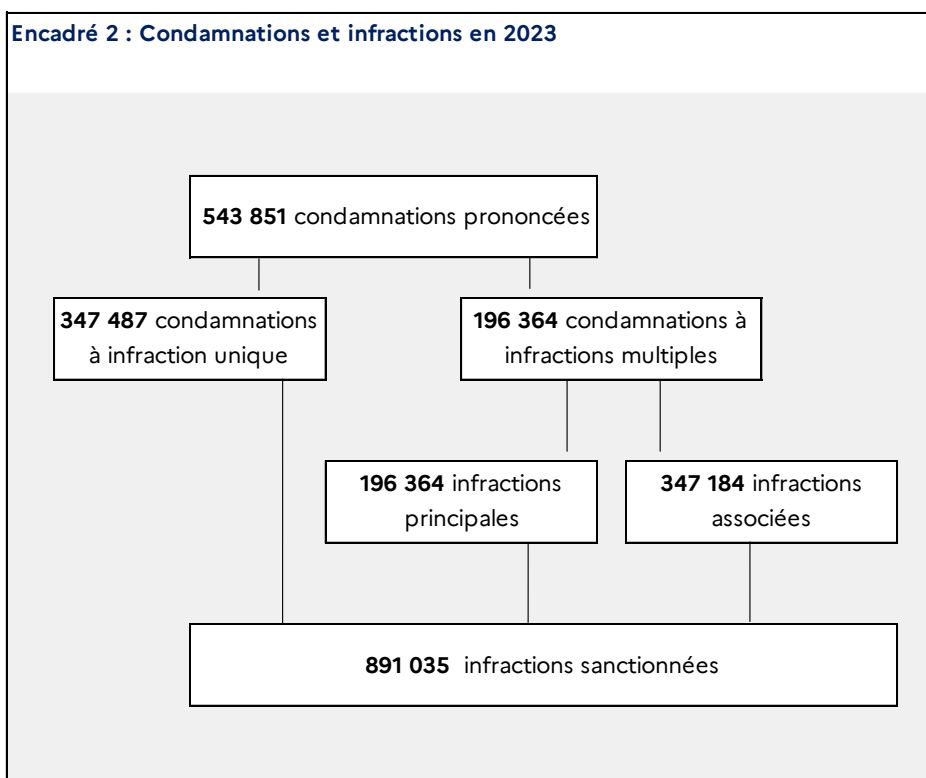 Encadré 2 : Condamnations et infractions en 2023
543 851 condamnations prononcées
347 487 condamnations
à infraction unique
196 364 condamnations à
infractions multiples
196 364 infractions
principales
347 184 infractions
associées
891 035 infractions sanctionnées